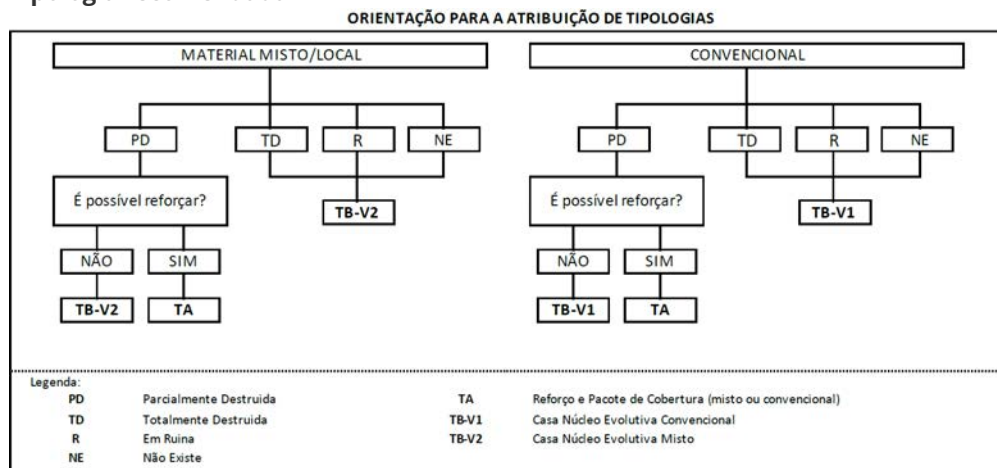 ORIENTAÇÃO PARA A ATRIBUIÇÃO DE TIPOLOGIAS
MATERIAL MISTO/LOCAL
PD
TD
R
NE
É possível reforçar?
TB-V2
NÃO
SIM
TB-V2
TA
CONVENCIONAL
PD
TD
R
NE
É possível reforçar?
TB-V1
NÃO
SIM
TB-V1
TA
Legenda:
PD Parcialmente Destruida
TD Totalmente Destruida
R Em Ruina
NE Não Existe
TA Reforço e Pacote de Cobertura (misto ou convencional)
TB-V1 Casa Núcleo Evolutiva Convencional
TB-V2 Casa Núcleo Evolutiva Misto